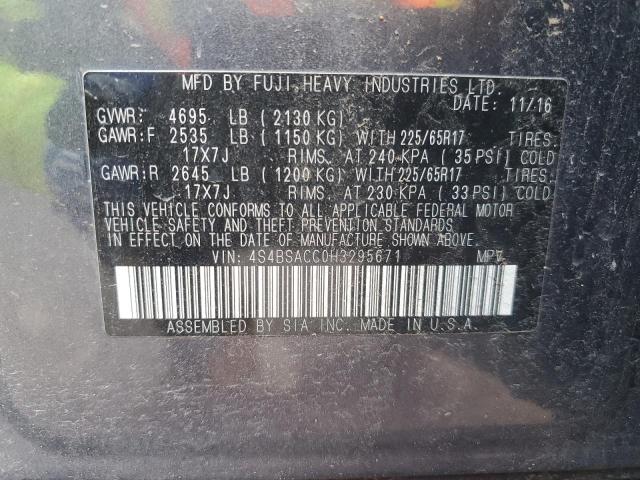 MFD BY FUJI HEAVY INDUSTRIES LTD.
DATE: 11/16
GVWR: 4695 LB (2130 KG)
GAWR:F 2535 LB (1150 KG) WITH 225/65R17 TIRES.
17X7J RIMS, AT 240 KPA (35 PSI) COLD
GAWR:R 2645 LB (1200 KG) WITH 225/65R17 TIRES.
17X7J RIMS, AT 230 KPA (33 PSI) COLD
THIS VEHICLE CONFORMS TO ALL APPLICABLE FEDERAL MOTOR
VEHICLE SAFETY AND THEFT PREVENTION STANDARDS
IN EFFECT ON THE DATE OF MANUFACTURE SHOWN ABOVE.
VIN: 4S4BSACC0H3295671 MPV
ASSEMBLED BY SIA INC. MADE IN U.S.A.